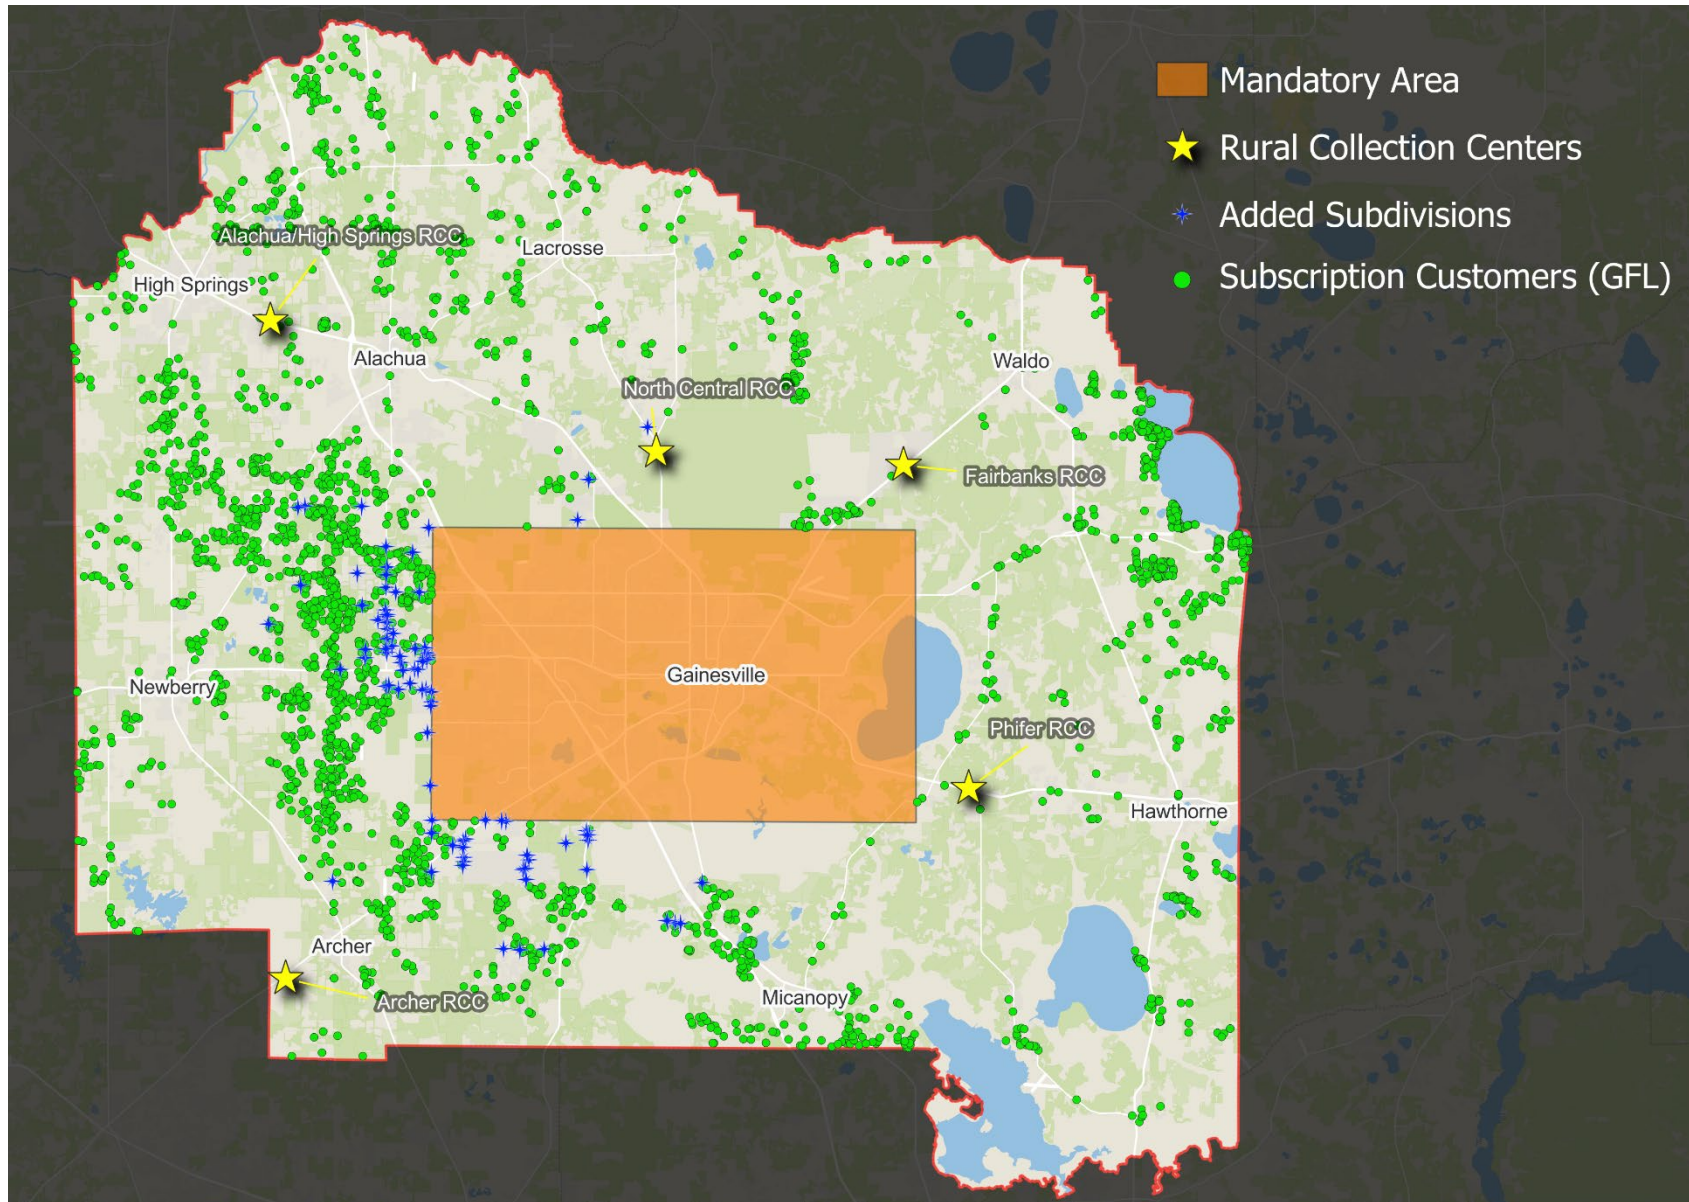 Mandatory Area
Rural Collection Centers
Added Subdivisions
Subscription Customers (GFL)
Alachua/High Springs RCC
Lacrosse
High Springs
Alachua
Waldo
North Central RCC
Fairbanks RCC
Gainesville
Newberry
Phifer RCC
Hawthorne
Archer
Archer RCC
Micanopy